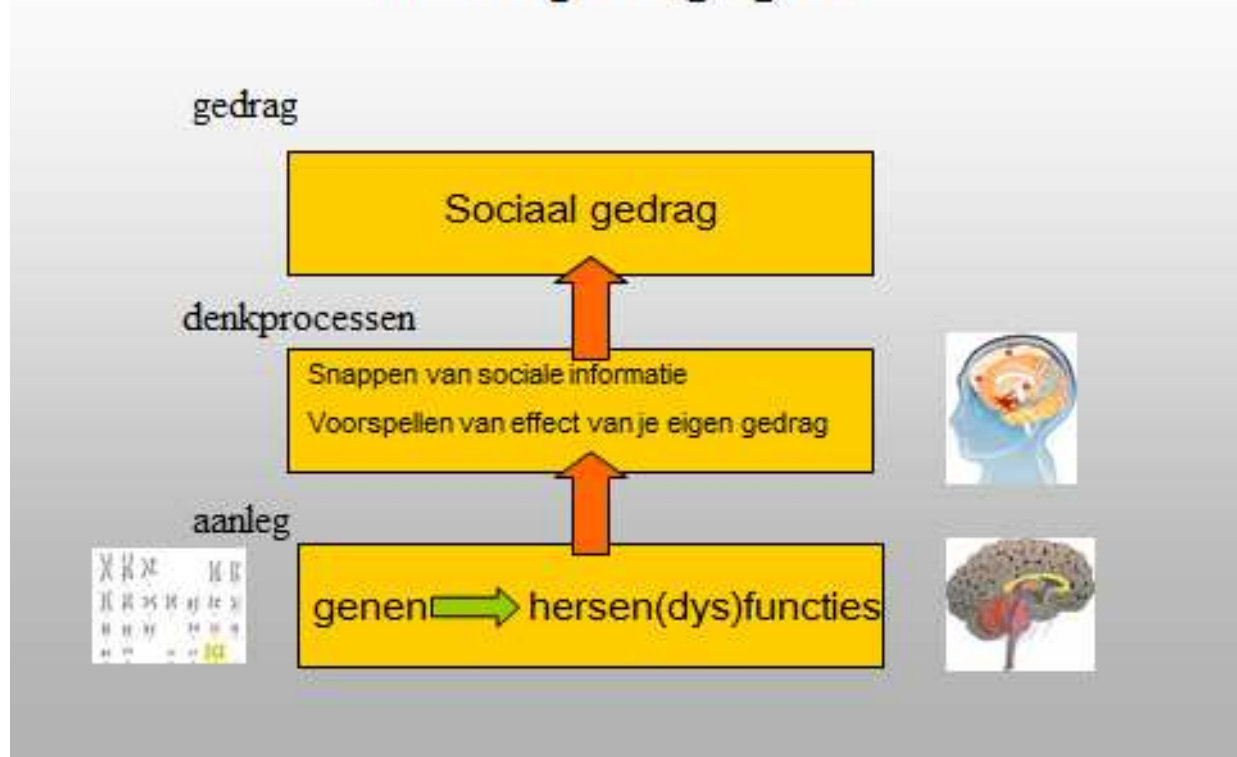 gedrag
Sociaal gedrag
denkprocessen
Snappen van sociale informatie
Voorspellen van effect van je eigen gedrag
aanleg
genen hersen(dys)functies